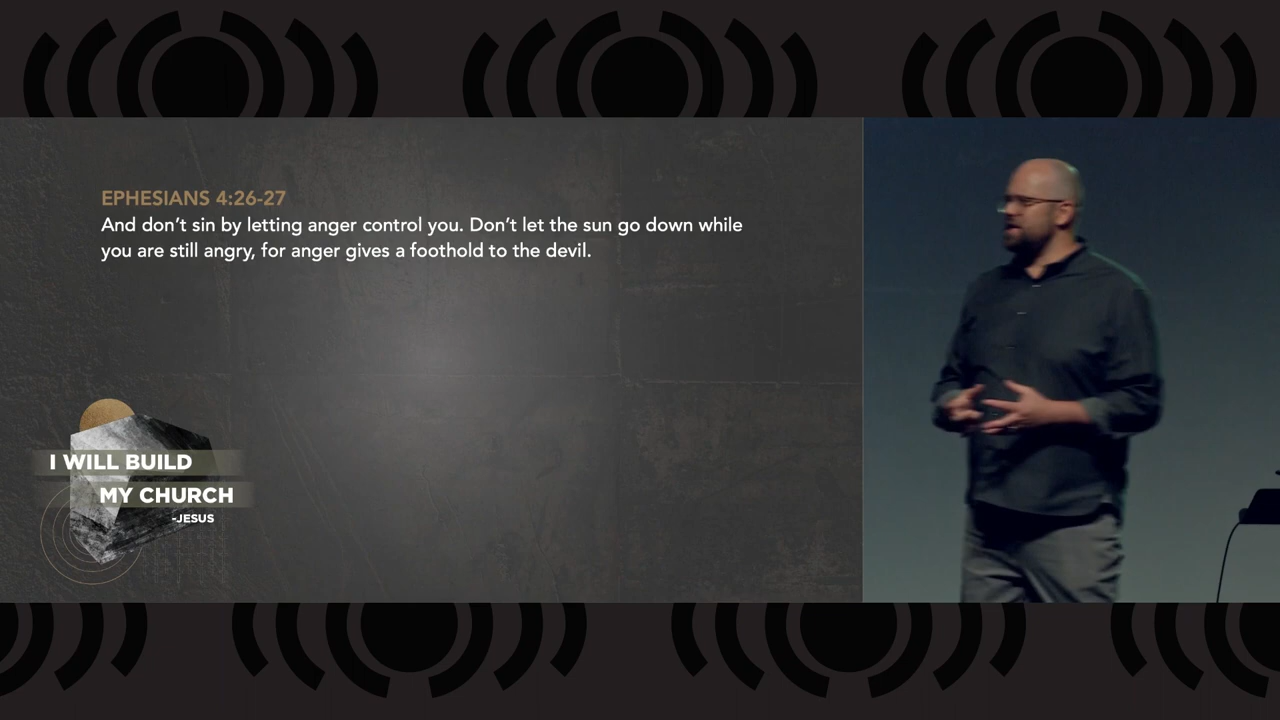 EPHESIANS 4:26-27
And don’t sin by letting anger control you. Don’t let the sun go down while
you are still angry, for anger gives a foothold to the devil.
I WILL BUILD
MY CHURCH
-JESUS